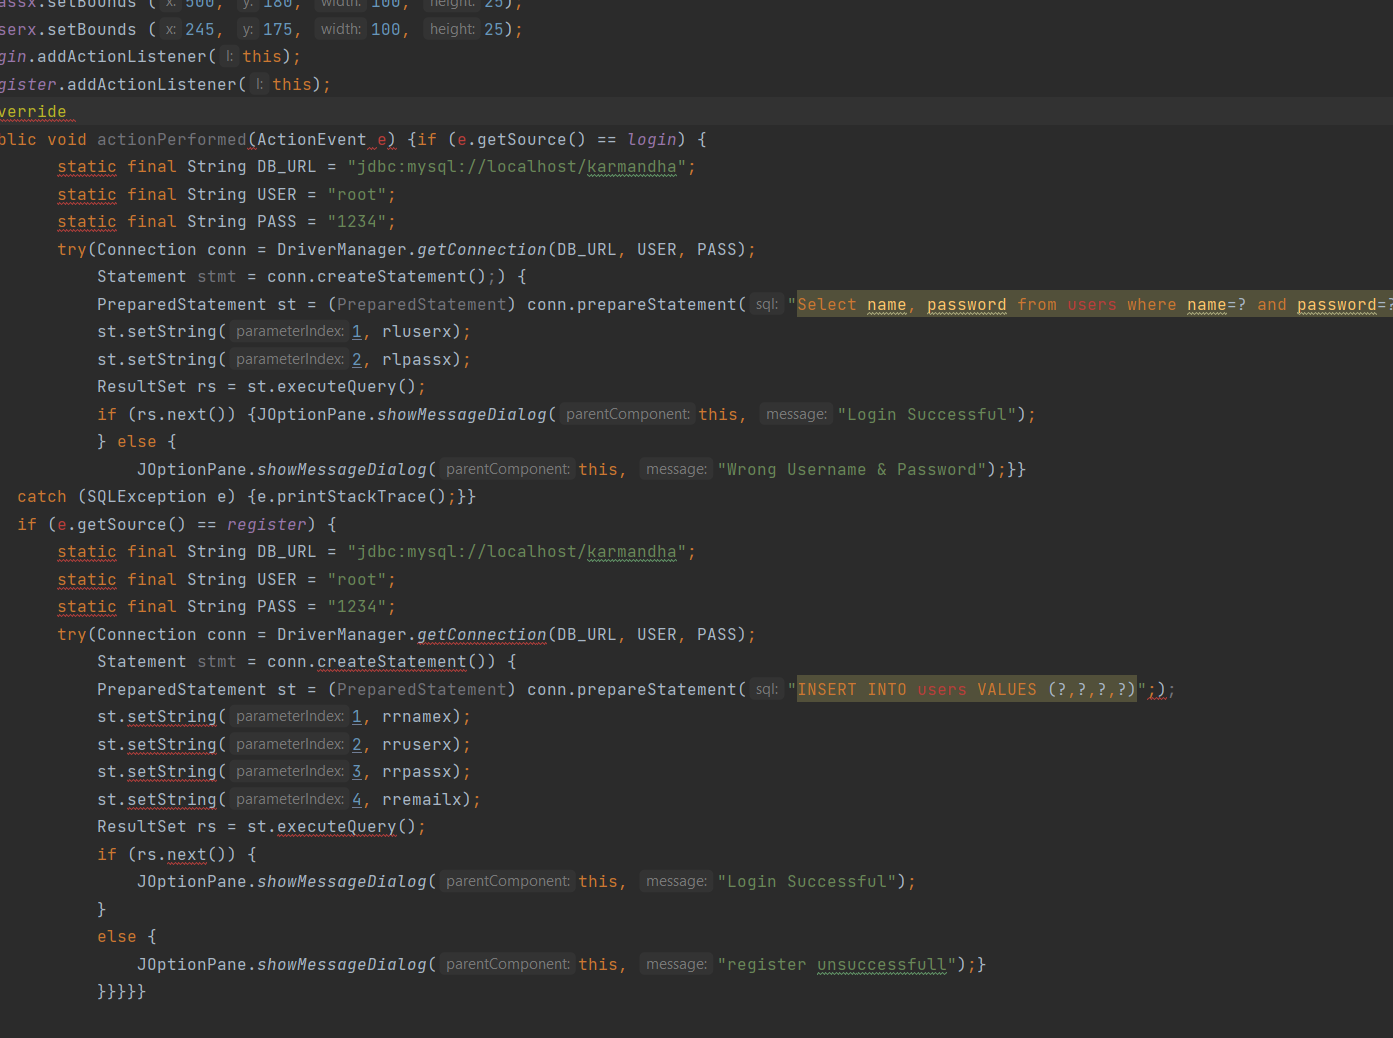 assx.setBounds ( x: 500, y: 180, width: 100, height: 25);
serx.setBounds ( x: 245, y: 175, width: 100, height: 25);
gin.addActionListener( l: this);
gister.addActionListener( l: this);
verride
blic void actionPerformed(ActionEvent e) {if (e.getSource() == login) {
static final String DB_URL = "jdbc:mysql://localhost/karmandha";
static final String USER = "root";
static final String PASS = "1234";
try(Connection conn = DriverManager.getConnection(DB_URL, USER, PASS);
Statement stmt = conn.createStatement();) {
PreparedStatement st = (PreparedStatement) conn.prepareStatement( sql: "Select name, password from users where name=? and password=?
st.setString( parameterIndex: 1, rluserx);
st.setString( parameterIndex: 2, rlpassx);
ResultSet rs = st.executeQuery();
if (rs.next()) {JOptionPane.showMessageDialog( parentComponent: this, message: "Login Successful");
} else {
JOptionPane.showMessageDialog( parentComponent: this, message: "Wrong Username & Password");}}
catch (SQLException e) {e.printStackTrace();}}
if (e.getSource() == register) {
static final String DB_URL = "jdbc:mysql://localhost/karmandha";
static final String USER = "root";
static final String PASS = "1234";
try(Connection conn = DriverManager.getConnection(DB_URL, USER, PASS);
Statement stmt = conn.createStatement()) {
PreparedStatement st = (PreparedStatement) conn.prepareStatement( sql: "INSERT INTO users VALUES (?,?,?,?)";);
st.setString( parameterIndex: 1, rrnamex);
st.setString( parameterIndex: 2, rruserx);
st.setString( parameterIndex: 3, rrpassx);
st.setString( parameterIndex: 4, rremailx);
ResultSet rs = st.executeQuery();
if (rs.next()) {
JOptionPane.showMessageDialog( parentComponent: this, message: "Login Successful");
}
else {
JOptionPane.showMessageDialog( parentComponent: this, message: "register unsuccessfull");}
}}}}}